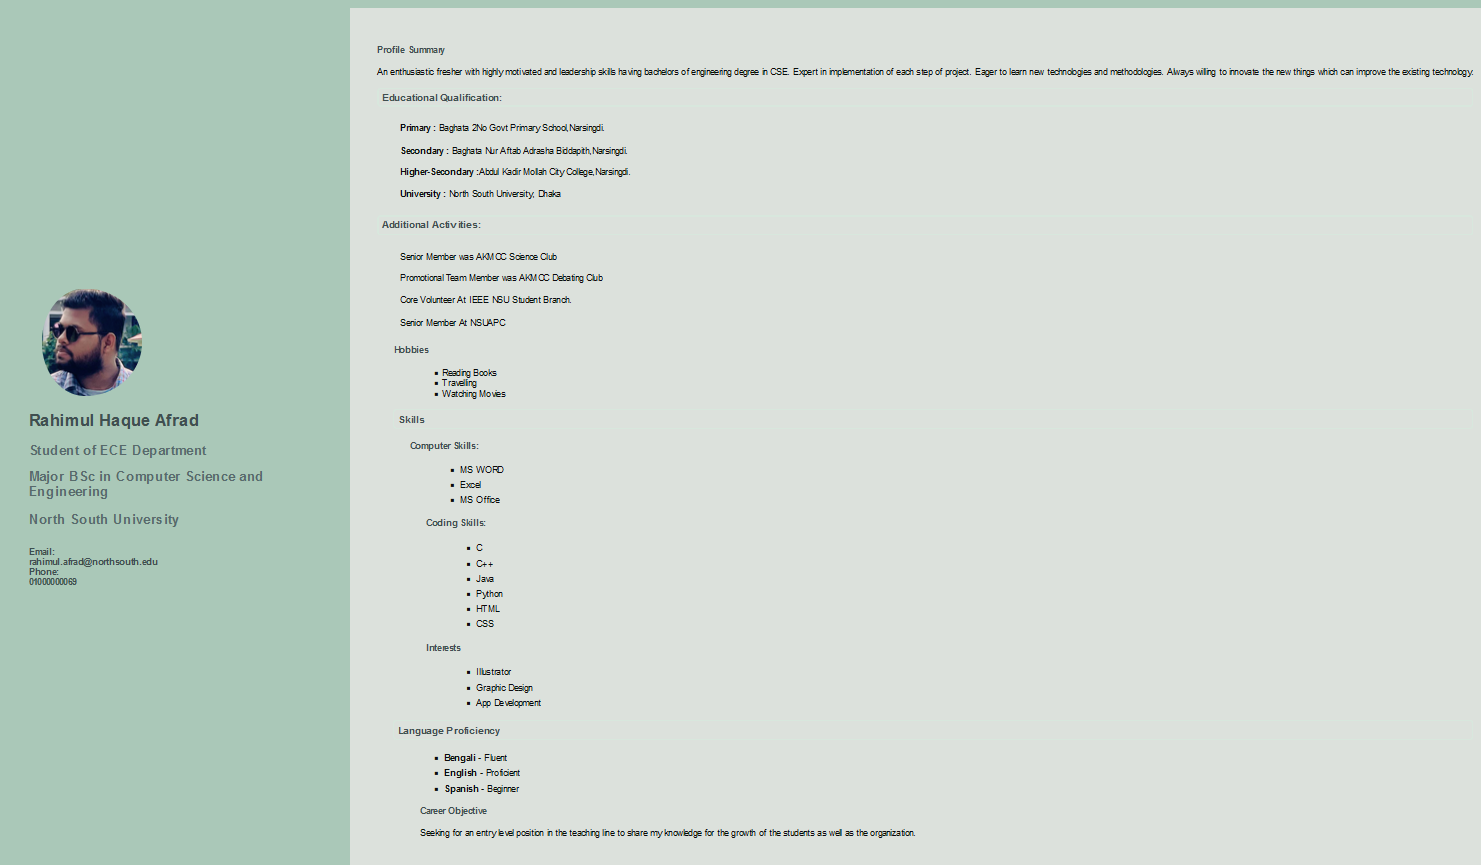 Rahimul Haque Afrad
Student of ECE Department
Major BSc in Computer Science and
Engineering
North South University
Email:
rahimul.afrad@northsouth.edu
Phone:
01000000069
Profile Summary
An enthusiastic fresher with highly motivated and leadership skills having bachelors of engineering degree in CSE. Expert in implementation of each step of project. Eager to learn new technologies and methodologies. Always willing to innovate the new things which can improve the existing technology.
Educational Qualification:
Primary : Baghata 2No Govt Primary School,Narsingdi.
Secondary : Baghata Nur Aftab Adrasha Biddapith,Narsingdi.
Higher-Secondary :Abdul Kadir Mollah City College,Narsingdi.
University : North South University, Dhaka
Additional Activities:
Senior Member was AKMCC Science Club
Promotional Team Member was AKMCC Debating Club
Core Volunteer At IEEE NSU Student Branch.
Senior Member At NSUAPC
Hobbies
▪ Reading Books
▪ Travelling
▪ Watching Movies
Skills
Computer Skills:
▪ MS WORD
▪ Excel
▪ MS Office
Coding Skills:
▪ C
▪ C++
▪ Java
▪ Python
▪ HTML
▪ CSS
Interests
▪ Illustrator
▪ Graphic Design
▪ App Development
Language Proficiency
▪ Bengali - Fluent
▪ English - Proficient
▪ Spanish - Beginner
Career Objective
Seeking for an entry level position in the teaching line to share my knowledge for the growth of the students as well as the organization.